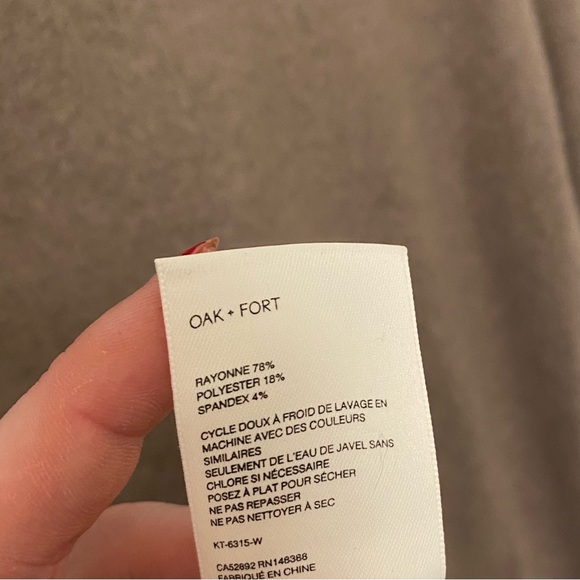 OAK + FORT
RAYONNE 78%
POLYESTER 18%
SPANDEX 4%
CYCLE DOUX À FROID DE LAVAGE EN
MACHINE AVEC DES COULEURS
SIMILAIRES
SEULEMENT DE L'EAU DE JAVEL SANS
CHLORE SI NÉCESSAIRE
POSEZ À PLAT POUR SÉCHER
NE PAS REPASSER
NE PAS NETTOYER À SEC
KT-6315-W
CA52892 RN146388
FABRIQUÉ EN CHINE